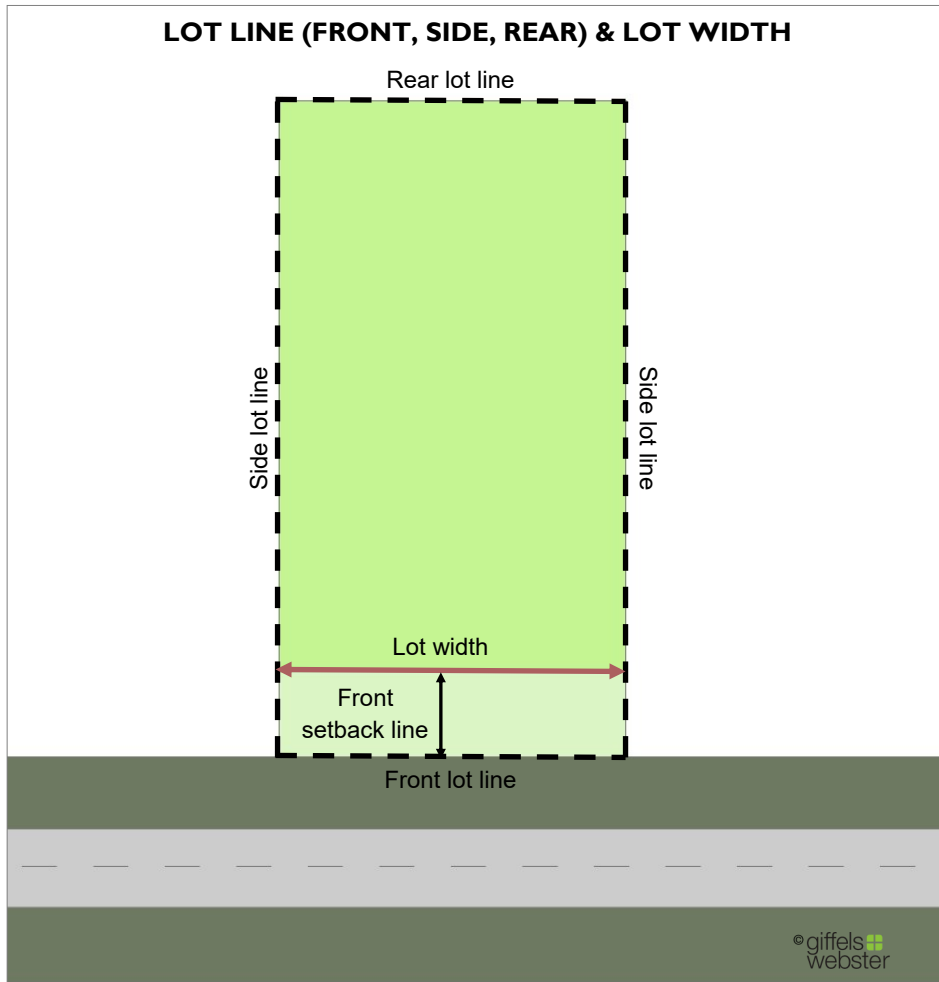 LOT LINE (FRONT, SIDE, REAR) & LOT WIDTH
Rear lot line
Side lot line
Side lot line
Lot width
Front
setback line
Front lot line
© giffels
webster